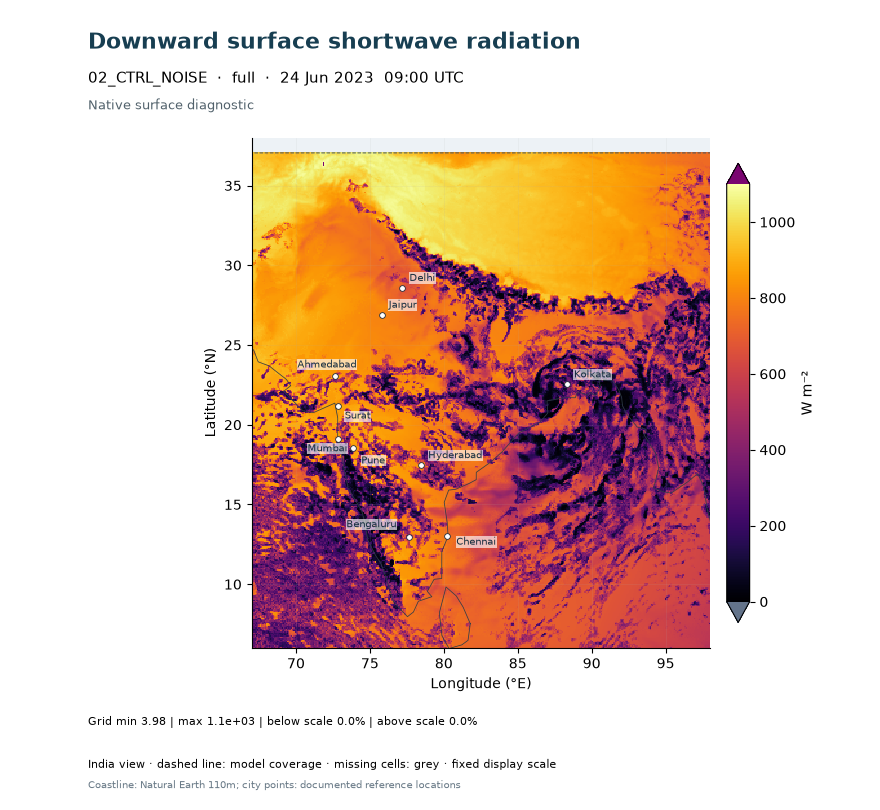 Downward surface shortwave radiation
02_CTRL_NOISE · full · 24 Jun 2023 09:00 UTC
Native surface diagnostic
35
30
25
20
15
10
Latitude (°N)
Delhi
Jaipur
Ahmedabad
Kolkata
Surat
Mumbai
Pune
Hyderabad
Bengaluru
Chennai
1000
800
600
400
200
0
W m⁻²
70 75 80 85 90 95
Longitude (°E)
Grid min 3.98 | max 1.1e+03 | below scale 0.0% | above scale 0.0%
India view · dashed line: model coverage · missing cells: grey · fixed display scale
Coastline: Natural Earth 110m; city points: documented reference locations